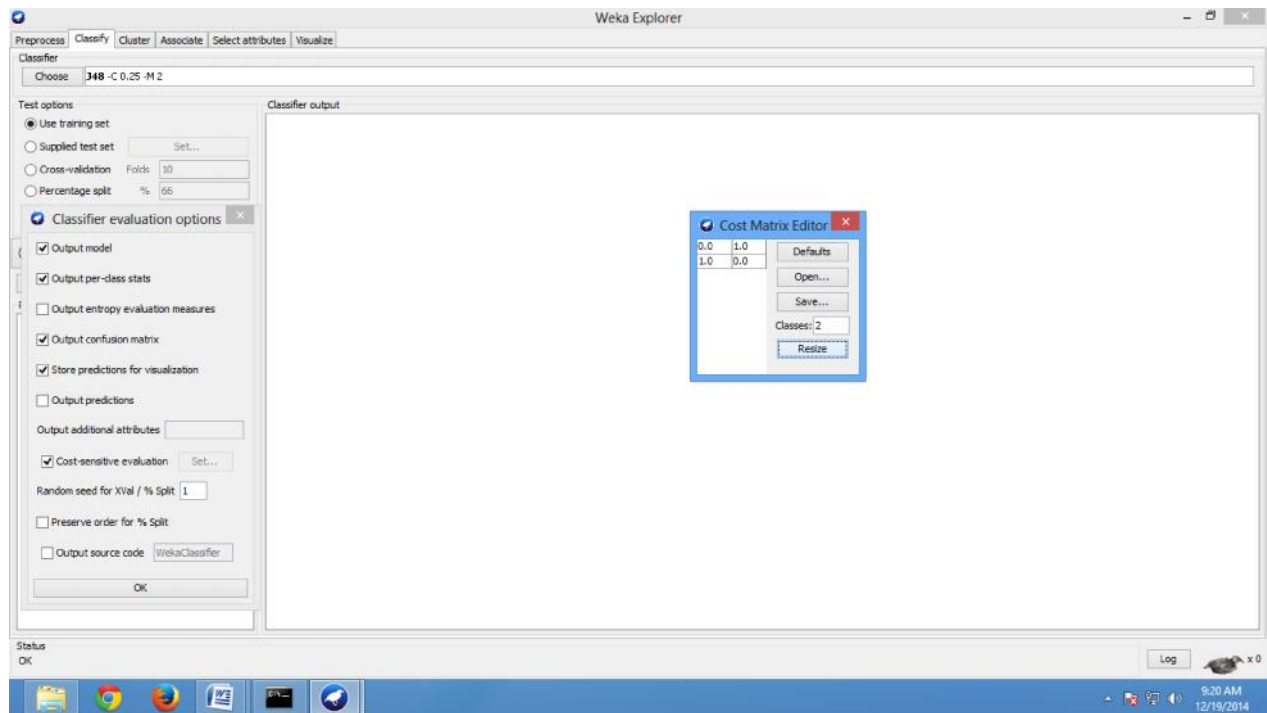 Weka Explorer
Preprocess Classify Cluster Associate Select attributes Visualize
Classifier
Choose J48 -C 0.25 -M 2
Test options
Use training set
Supplied test set Set...
Cross-validation Folds 10
Percentage split % 66
Classifier evaluation options
Output model
Output per-class stats
Output entropy evaluation measures
Output confusion matrix
Store predictions for visualization
Output predictions
Output additional attributes
Cost-sensitive evaluation Set...
Random seed for XVal / % Split 1
Preserve order for % Split
Output source code WekaClassifier
OK
Classifier output
Cost Matrix Editor
0.0 1.0
1.0 0.0
Defaults
Open...
Save...
Classes: 2
Resize
Status
OK
Log x 0
9:20 AM
12/19/2014